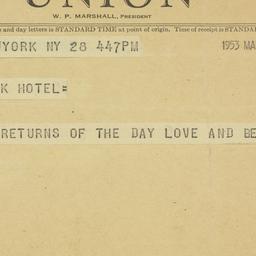 UNION
W. P. MARSHALL, PRESIDENT
and day letters is STANDARD TIME at point of origin. Time of receipt is STANDAR
YORK NY 28 447PM 1953 MA
K HOTEL=
RETURNS OF THE DAY LOVE AND BE